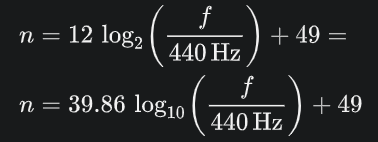 n = 12 log₂ (f / 440 Hz) + 49 =
n = 39.86 log₁₀ (f / 440 Hz) + 49